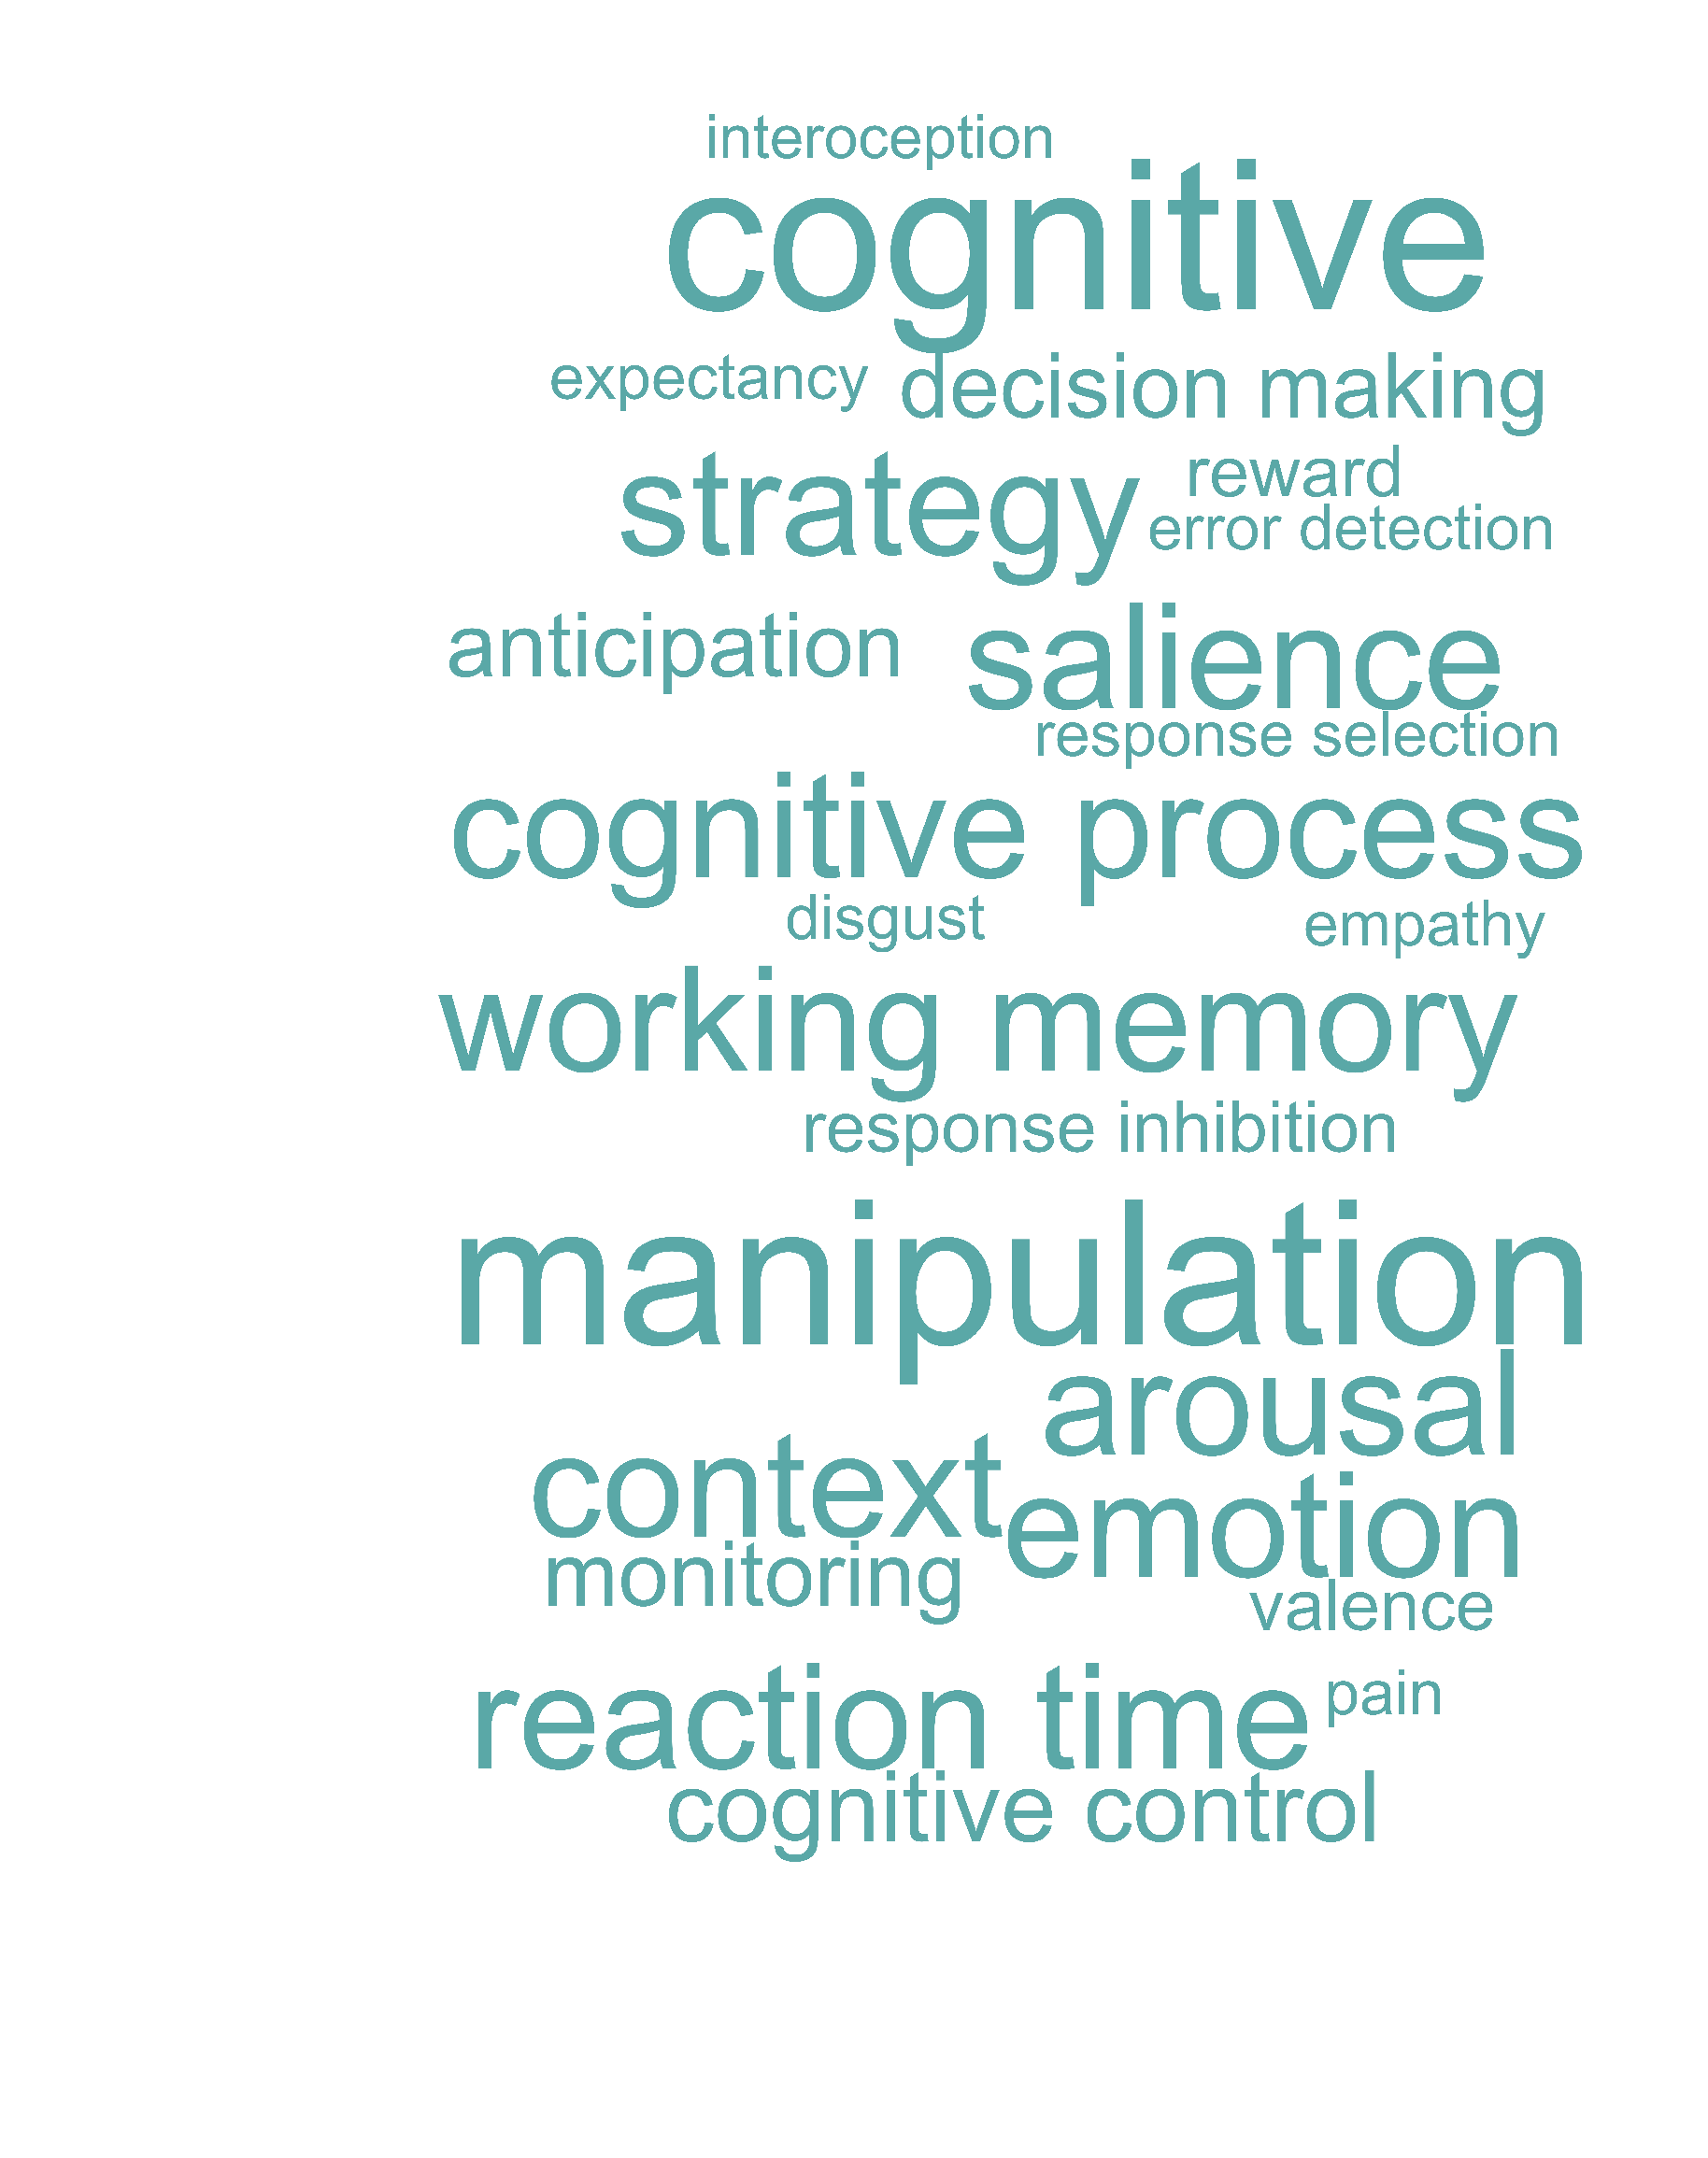 interoception
cognitive
expectancy
decision making
strategy
reward
error detection
anticipation
salience
response selection
cognitive process
disgust
empathy
working memory
response inhibition
manipulation
arousal
context
emotion
monitoring
valence
reaction time
pain
cognitive control